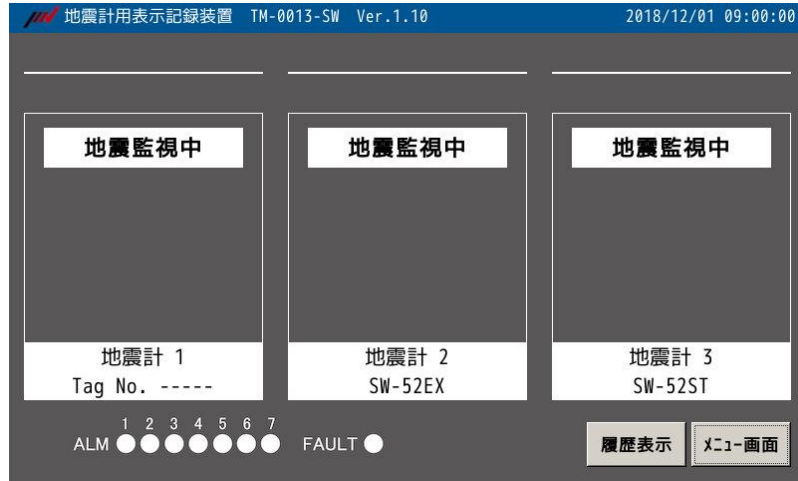 地震計用表示記録装置 TM-0013-SW Ver.1.10 2018/12/01 09:00:00
地震監視中 地震監視中 地震監視中
地震計 1 地震計 2 地震計 3
Tag No. ----- SW-52EX SW-52ST
1 2 3 4 5 6 7
ALM FAULT 履歴表示 メニュー画面